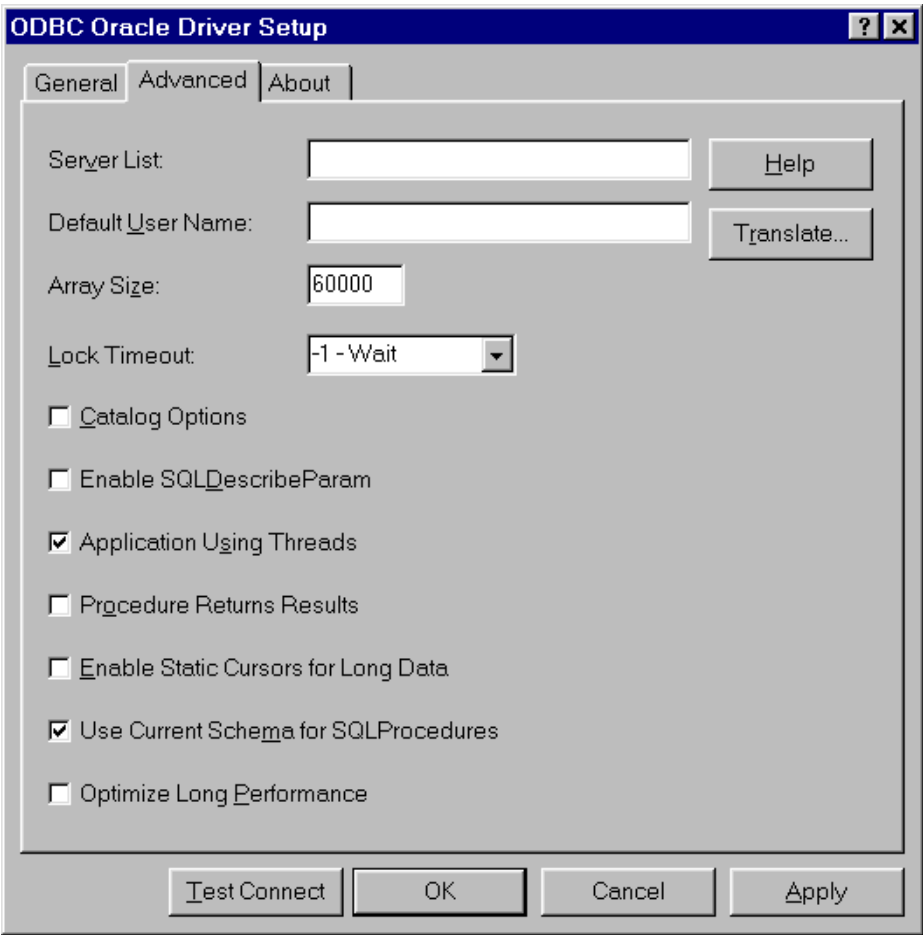 ODBC Oracle Driver Setup
General Advanced About
Server List:
Help
Default User Name:
Translate...
Array Size: 60000
Lock Timeout: -1 - Wait
Catalog Options
Enable SQLDescribeParam
Application Using Threads
Procedure Returns Results
Enable Static Cursors for Long Data
Use Current Schema for SQLProcedures
Optimize Long Performance
Test Connect OK Cancel Apply